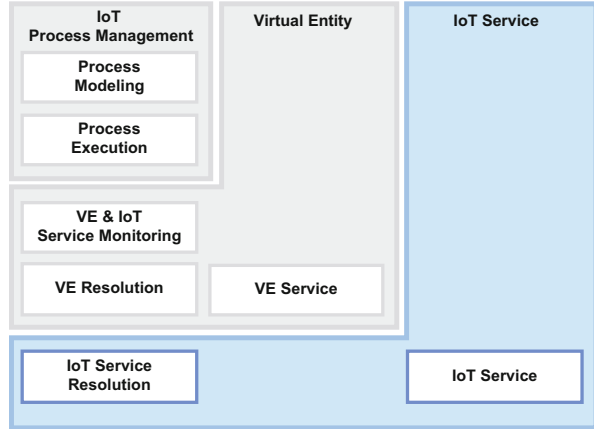 IoT
Process Management
Virtual Entity
IoT Service
Process
Modeling
Process
Execution
VE & IoT
Service Monitoring
VE Resolution
VE Service
IoT Service
Resolution
IoT Service